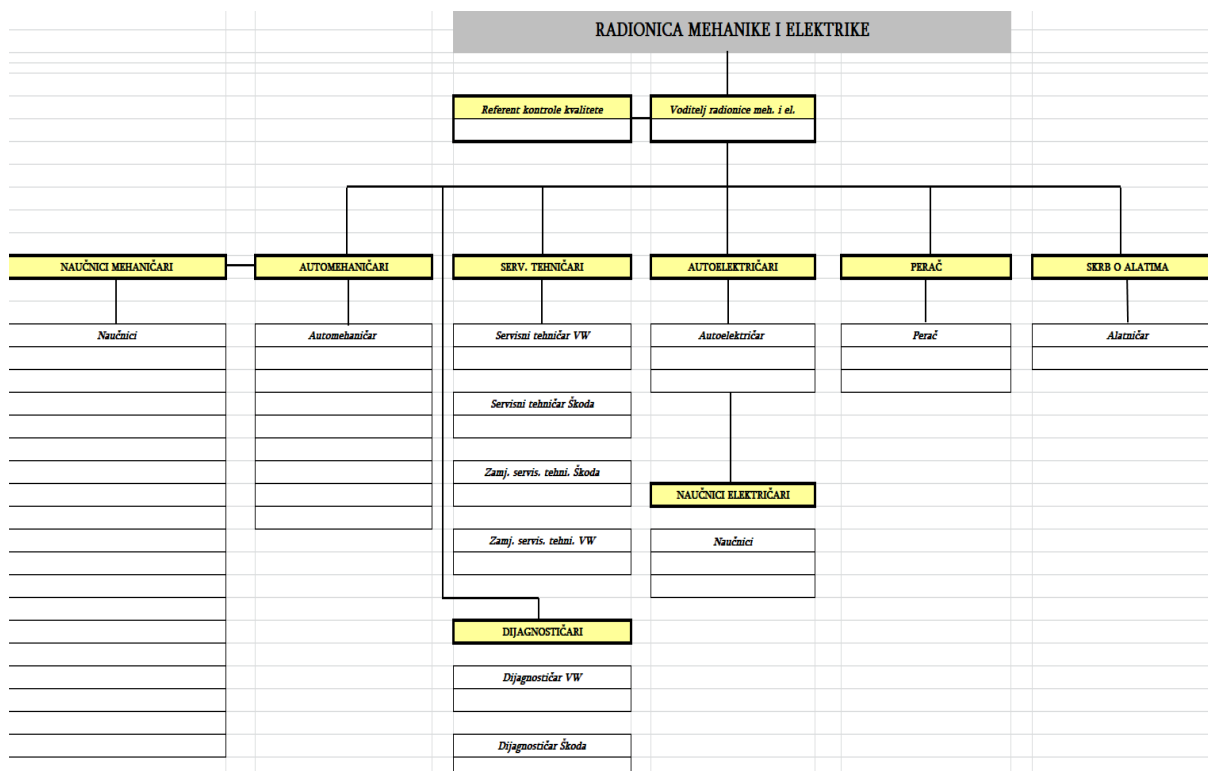 RADIONICA MEHANIKE I ELEKTRIKE
Referent kontrole kvalitete
Voditelj radionice meh. i el.
NAUČNICI MEHANIČARI
AUTOMEHANIČARI
SERV. TEHNIČARI
AUTOELEKTRIČARI
PERAČ
SKRB O ALATIMA
Naučnici
Automehaničar
Servisni tehničar VW
Autoelektričar
Perač
Alatničar
Servisni tehničar Škoda
Zamj. servis. tehni. Škoda
NAUČNICI ELEKTRIČARI
Zamj. servis. tehni. VW
Naučnici
DIJAGNOSTIČARI
Dijagnostičar VW
Dijagnostičar Škoda